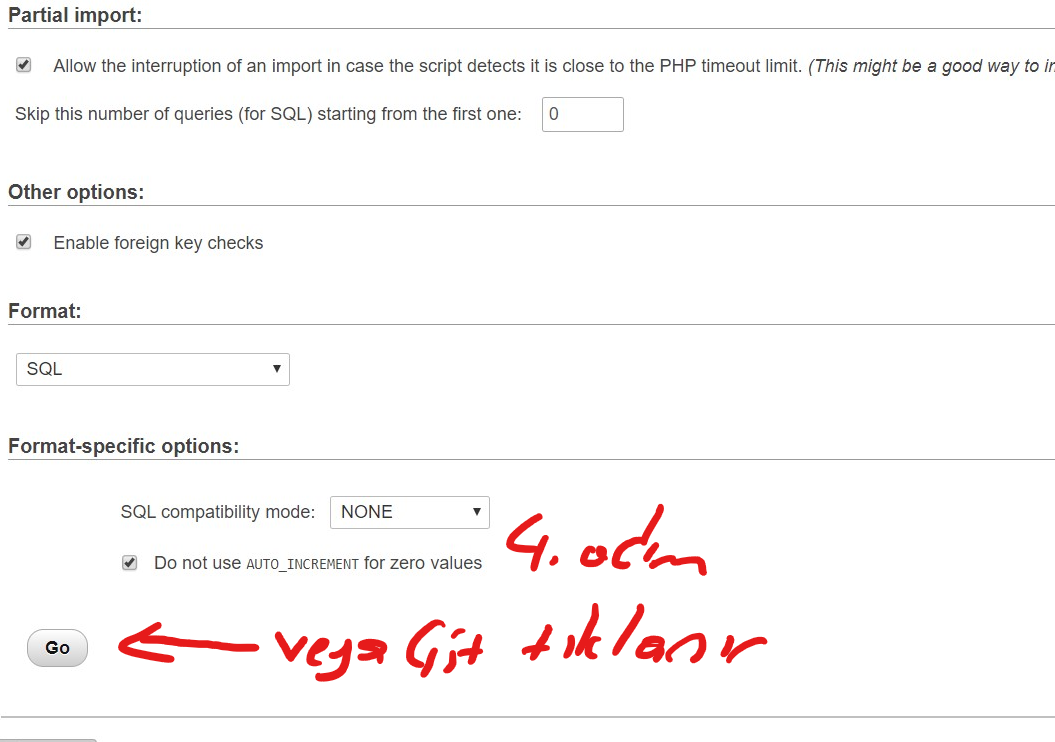 Partial import:
Allow the interruption of an import in case the script detects it is close to the PHP timeout limit. (This might be a good way to
Skip this number of queries (for SQL) starting from the first one: 0
Other options:
Enable foreign key checks
Format:
SQL
Format-specific options:
SQL compatibility mode: NONE
4. adım
Do not use AUTO_INCREMENT for zero values
Go veya Git tıklanır